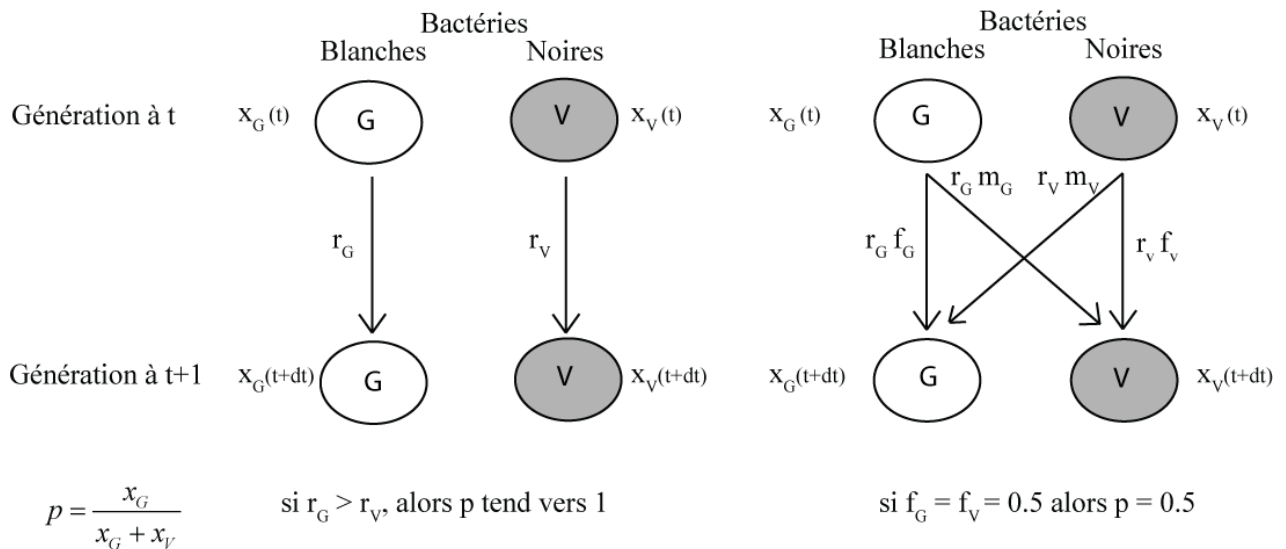 Bactéries
Blanches Noires
Génération à t x_G (t) G V x_V (t)
r_G r_V
Génération à t+1 x_G(t+dt) G V x_V(t+dt)
p = x_G / (x_G + x_V)
si r_G > r_V, alors p tend vers 1
Bactéries
Blanches Noires
x_G (t) G V x_V (t)
r_G m_G r_V m_V
r_G f_G r_v f_v
x_G(t+dt) G V x_V(t+dt)
si f_G = f_V = 0.5 alors p = 0.5